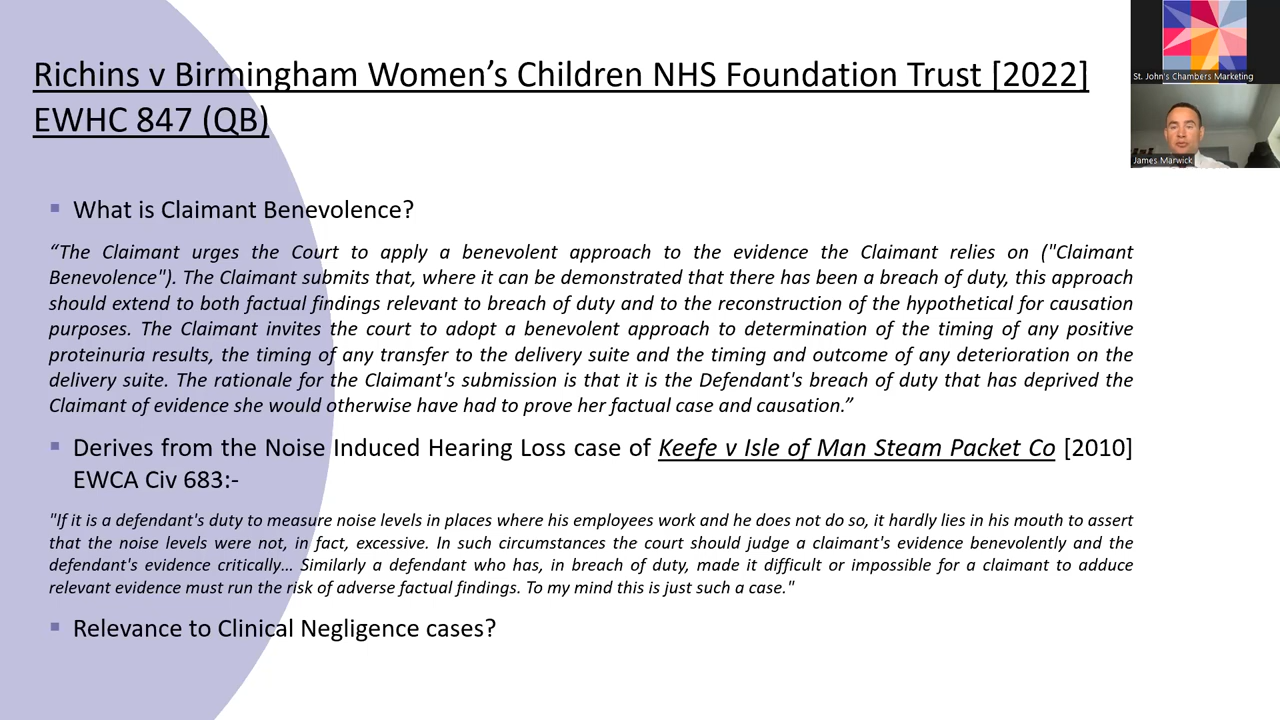 Richins v Birmingham Women's Children NHS Foundation Trust [2022]
EWHC 847 (QB)
St. John's Chambers Marketing
James Marwick
▪ What is Claimant Benevolence?
“The Claimant urges the Court to apply a benevolent approach to the evidence the Claimant relies on ("Claimant
Benevolence"). The Claimant submits that, where it can be demonstrated that there has been a breach of duty, this approach
should extend to both factual findings relevant to breach of duty and to the reconstruction of the hypothetical for causation
purposes. The Claimant invites the court to adopt a benevolent approach to determination of the timing of any positive
proteinuria results, the timing of any transfer to the delivery suite and the timing and outcome of any deterioration on the
delivery suite. The rationale for the Claimant's submission is that it is the Defendant's breach of duty that has deprived the
Claimant of evidence she would otherwise have had to prove her factual case and causation.”
▪ Derives from the Noise Induced Hearing Loss case of Keefe v Isle of Man Steam Packet Co [2010]
EWCA Civ 683:-
"If it is a defendant's duty to measure noise levels in places where his employees work and he does not do so, it hardly lies in his mouth to assert
that the noise levels were not, in fact, excessive. In such circumstances the court should judge a claimant's evidence benevolently and the
defendant's evidence critically… Similarly a defendant who has, in breach of duty, made it difficult or impossible for a claimant to adduce
relevant evidence must run the risk of adverse factual findings. To my mind this is just such a case."
▪ Relevance to Clinical Negligence cases?